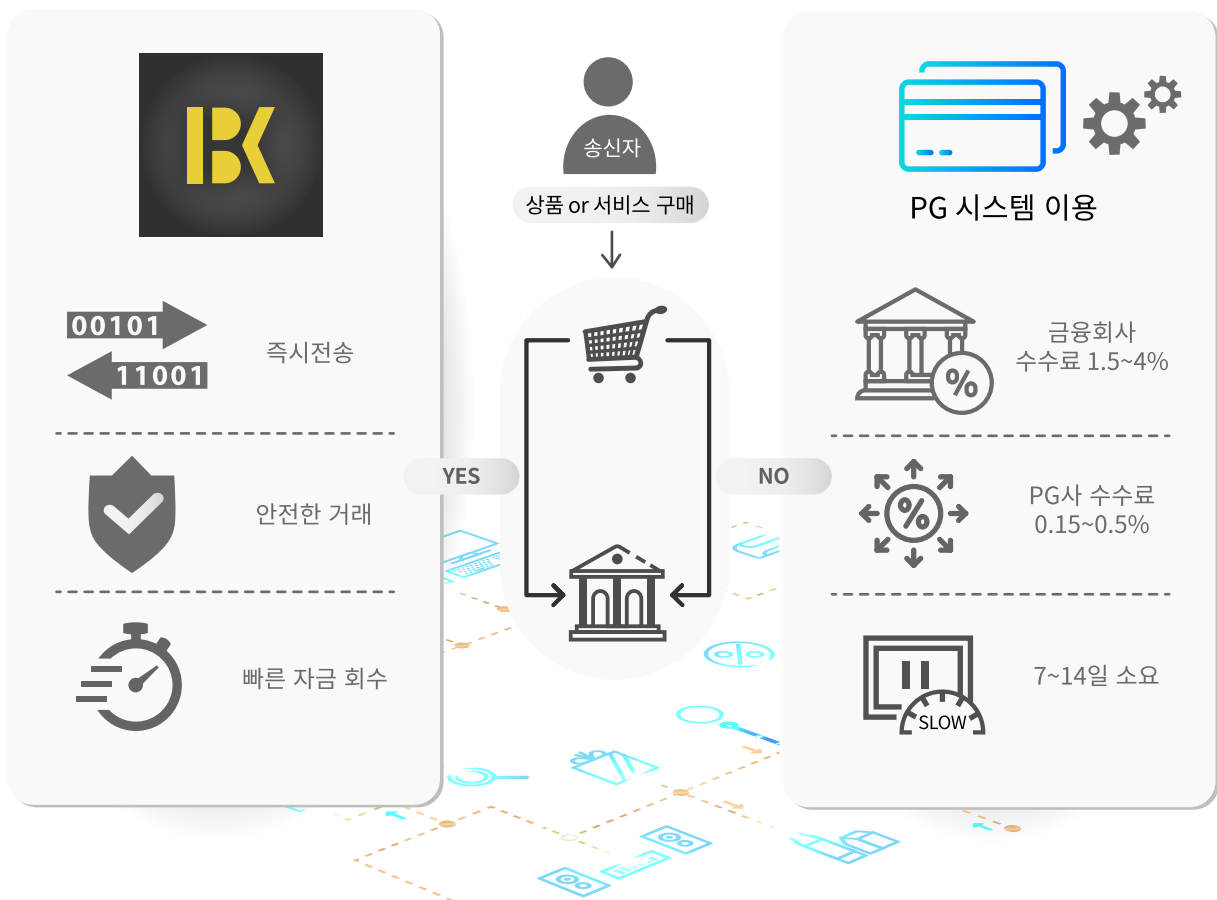 BK
00101
11001
즉시전송
안전한 거래
빠른 자금 회수
송신자
상품 or 서비스 구매
YES
NO
PG 시스템 이용
금융회사
수수료 1.5~4%
%
PG사 수수료
0.15~0.5%
%
7~14일 소요
SLOW